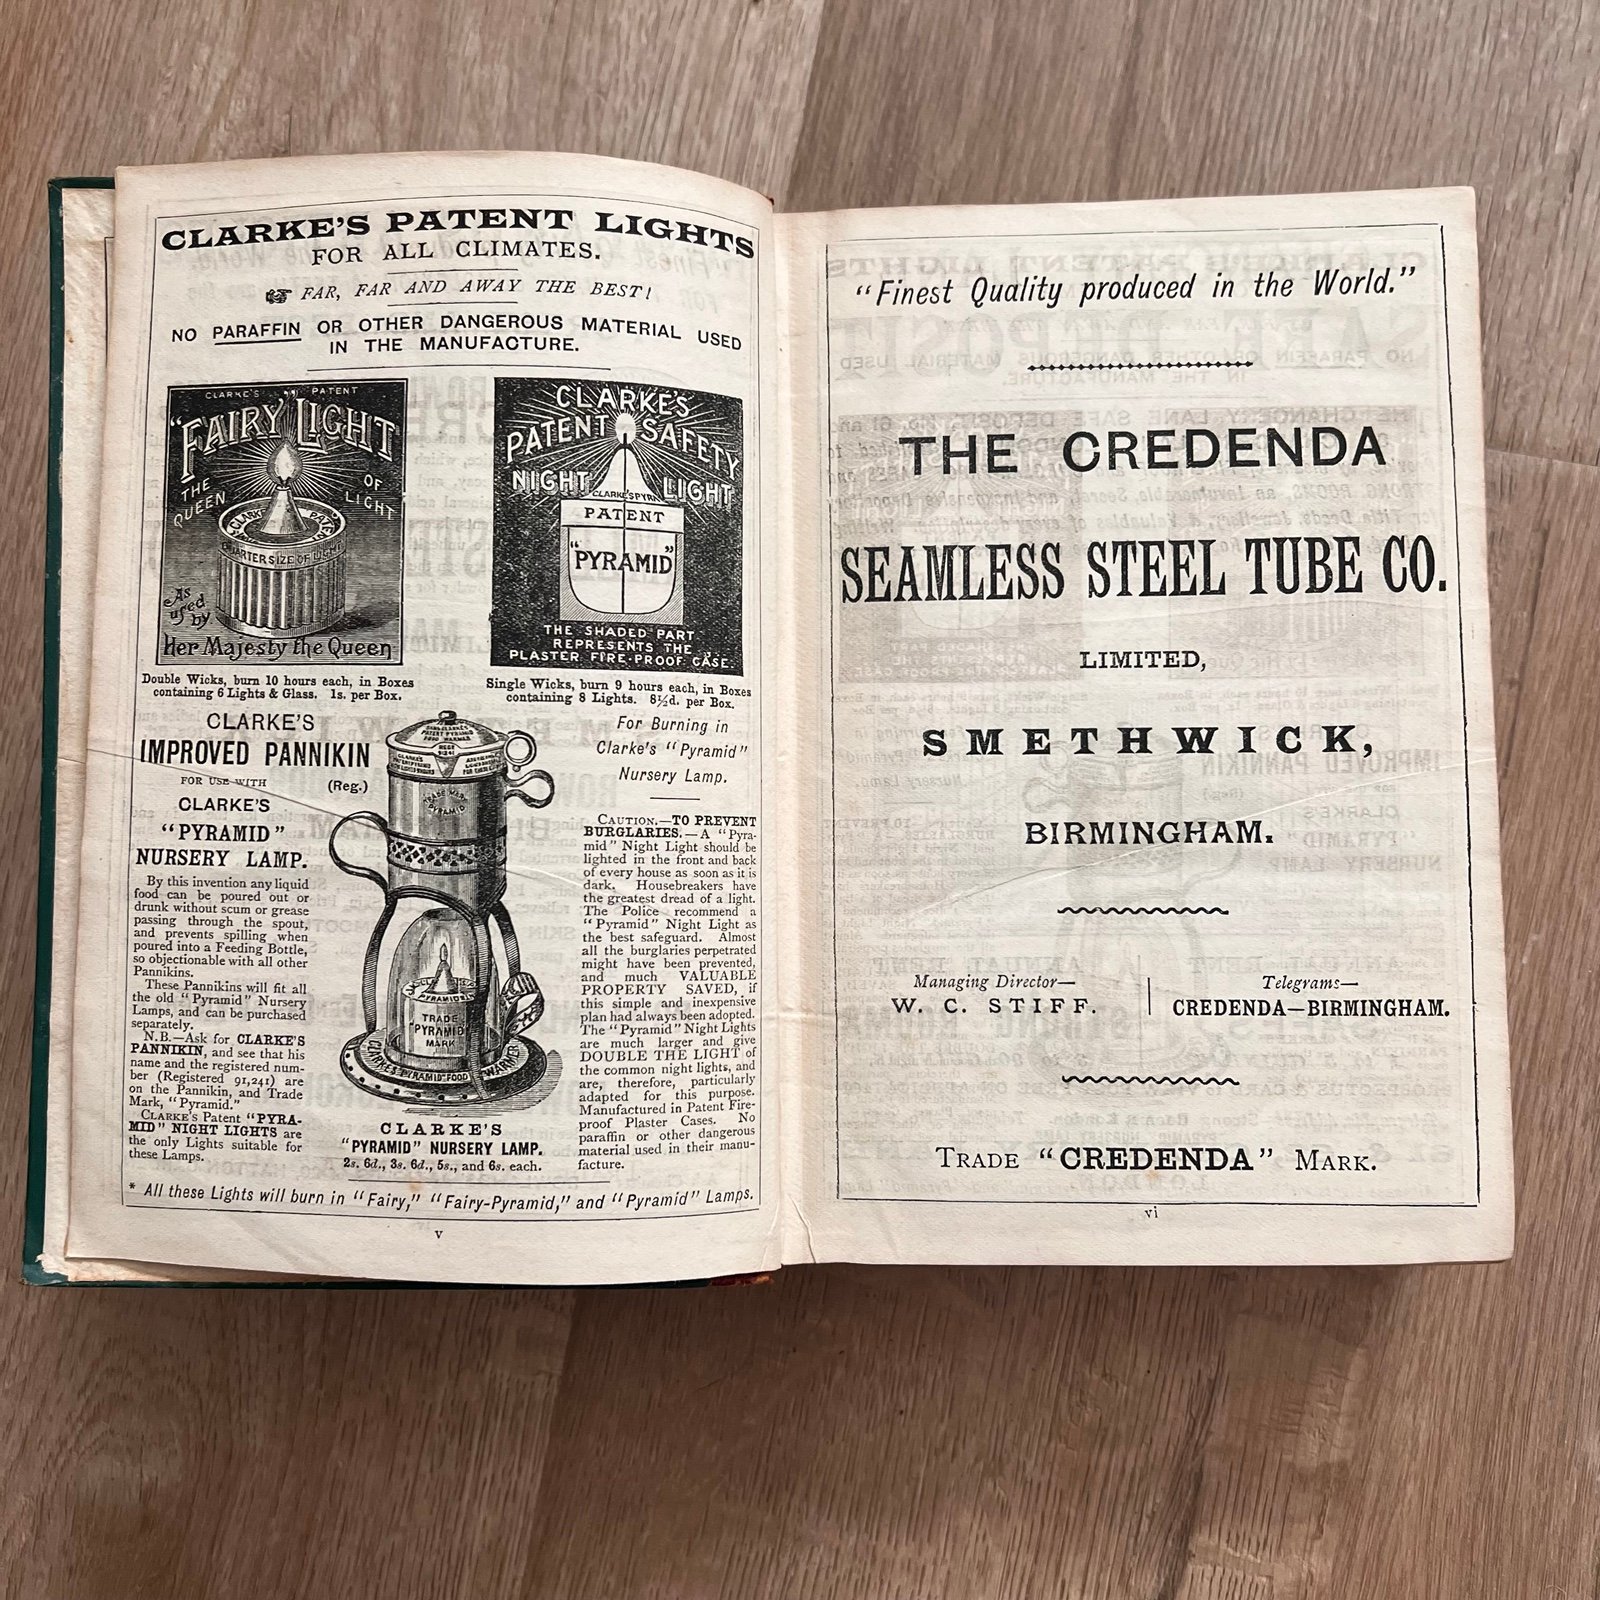 CLARKE'S PATENT LIGHTS
FOR ALL CLIMATES.
FAR, FAR AND AWAY THE BEST!
NO PARAFFIN OR OTHER DANGEROUS MATERIAL USED
IN THE MANUFACTURE.
CLARKE'S PATENT
"FAIRY" LIGHT
THE QUEEN
OF LIGHT
CLARKE'S PATENT
QUARTER SIZE OF LIGHT
As used by
Her Majesty the Queen
Double Wicks, burn 10 hours each, in Boxes
containing 6 Lights & Glass. 1s. per Box.
CLARKE'S
PATENT SAFETY
NIGHT LIGHT
PATENT
"PYRAMID"
THE SHADED PART
REPRESENTS THE
PLASTER FIRE-PROOF CASE.
Single Wicks, burn 9 hours each, in Boxes
containing 8 Lights. 8½d. per Box.
CLARKE'S
IMPROVED PANNIKIN
FOR USE WITH (Reg.)
CLARKE'S
"PYRAMID"
NURSERY LAMP.
By this invention any liquid
food can be poured out or
drunk without scum or grease
passing through the spout,
and prevents spilling when
poured into a Feeding Bottle,
so objectionable with all other
Pannikins.
These Pannikins will fit all
the old "Pyramid" Nursery
Lamps, and can be purchased
separately.
N.B.—Ask for CLARKE'S
PANNIKIN, and see that his
name and the registered num-
ber (Registered 91,241) are
on the Pannikin, and Trade
Mark, "Pyramid."
CLARKE'S Patent "PYRA-
MID" NIGHT LIGHTS are
the only Lights suitable for
these Lamps.
TRADE MARK
PYRAMID
TRADE
"PYRAMID"
MARK
CLARKE'S "PYRAMID" FOOD WARMER
CLARKE'S
"PYRAMID" NURSERY LAMP.
2s. 6d., 3s. 6d., 5s., and 6s. each.
For Burning in
Clarke's "Pyramid"
Nursery Lamp.
CAUTION.—TO PREVENT
BURGLARIES.—A "Pyra-
mid" Night Light should be
lighted in the front and back
of every house as soon as it is
dark. Housebreakers have
the greatest dread of a light.
The Police recommend a
"Pyramid" Night Light as
the best safeguard. Almost
all the burglaries perpetrated
might have been prevented,
and much VALUABLE
PROPERTY SAVED, if
this simple and inexpensive
plan had always been adopted.
The "Pyramid" Night Lights
are much larger and give
DOUBLE THE LIGHT of
the common night lights, and
are, therefore, particularly
adapted for this purpose.
Manufactured in Patent Fire-
proof Plaster Cases. No
paraffin or other dangerous
material used in their manu-
facture.
* All these Lights will burn in "Fairy," "Fairy-Pyramid," and "Pyramid" Lamps.
v
"Finest Quality produced in the World."
THE CREDENDA
SEAMLESS STEEL TUBE CO.
LIMITED,
SMETHWICK,
BIRMINGHAM.
Managing Director—
W. C. STIFF.
Telegrams—
CREDENDA—BIRMINGHAM.
TRADE "CREDENDA" MARK.
vi